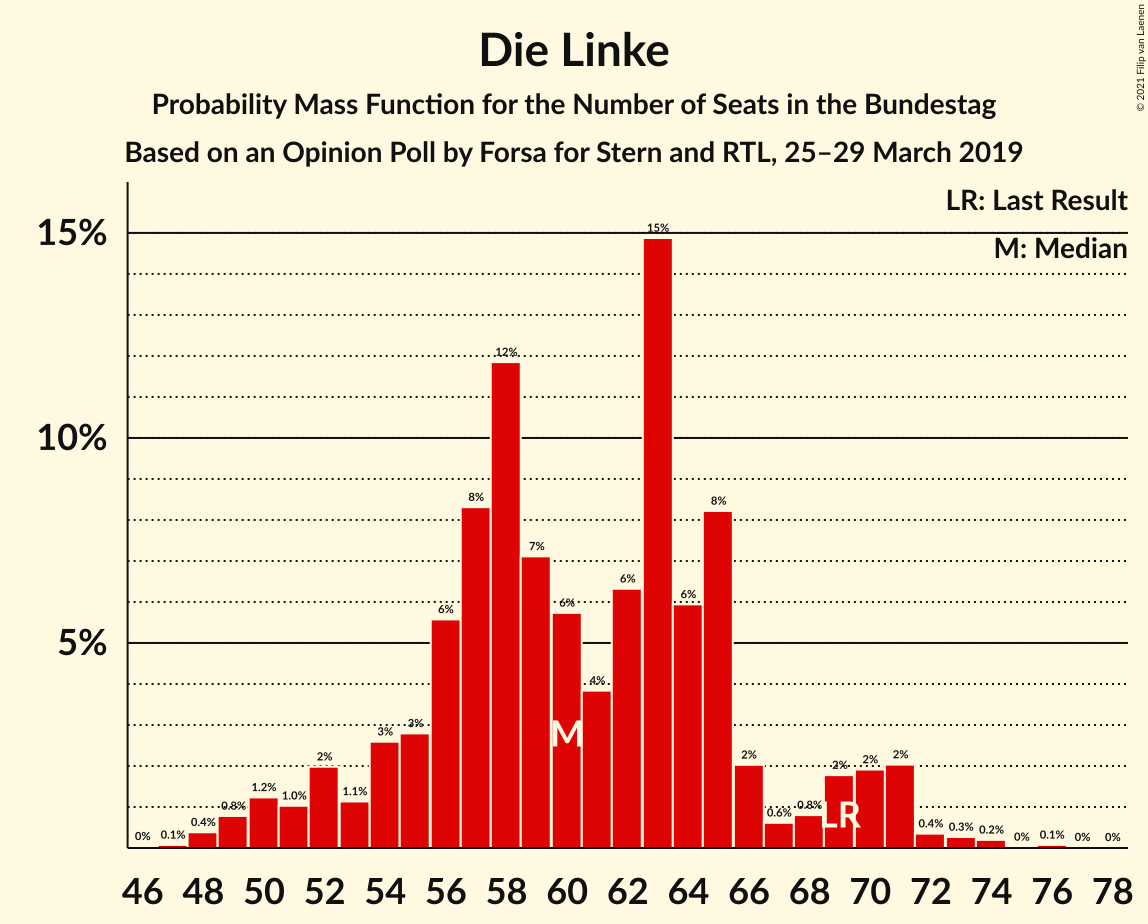 Die Linke
Probability Mass Function for the Number of Seats in the Bundestag
Based on an Opinion Poll by Forsa for Stern and RTL, 25–29 March 2019
© 2021 Filip van Laenen
LR: Last Result
M: Median
15%
10%
5%
0% 0.1% 0.4% 0.8% 1.2% 1.0% 2% 1.1% 3% 3% 6% 8% 12% 7% 6% 4% 6% 15% 6% 8% 2% 0.6% 0.8% 2% 2% 2% 0.4% 0.3% 0.2% 0% 0.1% 0% 0%
M
LR
46 48 50 52 54 56 58 60 62 64 66 68 70 72 74 76 78